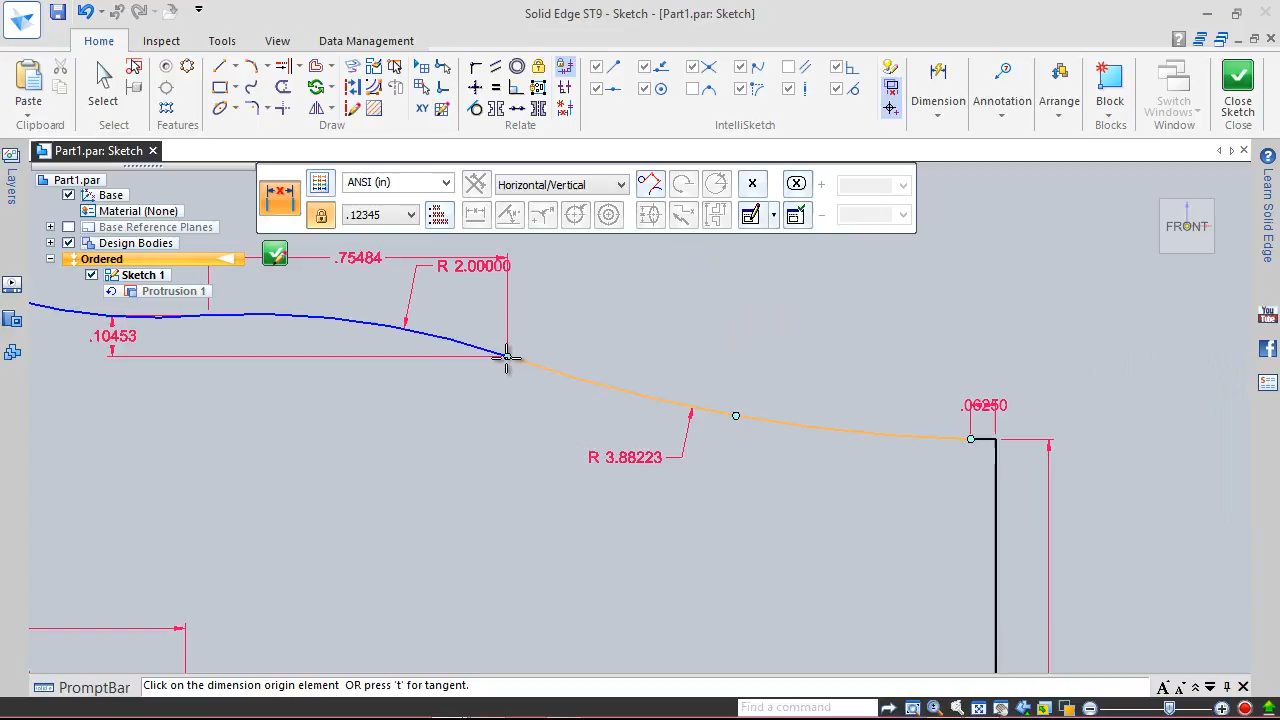 Solid Edge ST9 - Sketch - [Part1.par: Sketch]
Home Inspect Tools View Data Management
Paste
Select
Dimension
Annotation
Arrange
Block
Switch Windows
Close Sketch
XY
Clipboard
Select
Features
Draw
Relate
IntelliSketch
Blocks
Window
Close
Part1.par: Sketch
Layers
Part1.par
Base
Material (None)
Base Reference Planes
Design Bodies
Ordered
Sketch 1
Protrusion 1
ANSI (in)
Horizontal/Vertical
.12345
FRONT
Learn Solid Edge
You Tube
.75484
R 2.00000
.10453
.06250
R 3.88223
PromptBar
Click on the dimension origin element OR press 't' for tangent.
Find a command